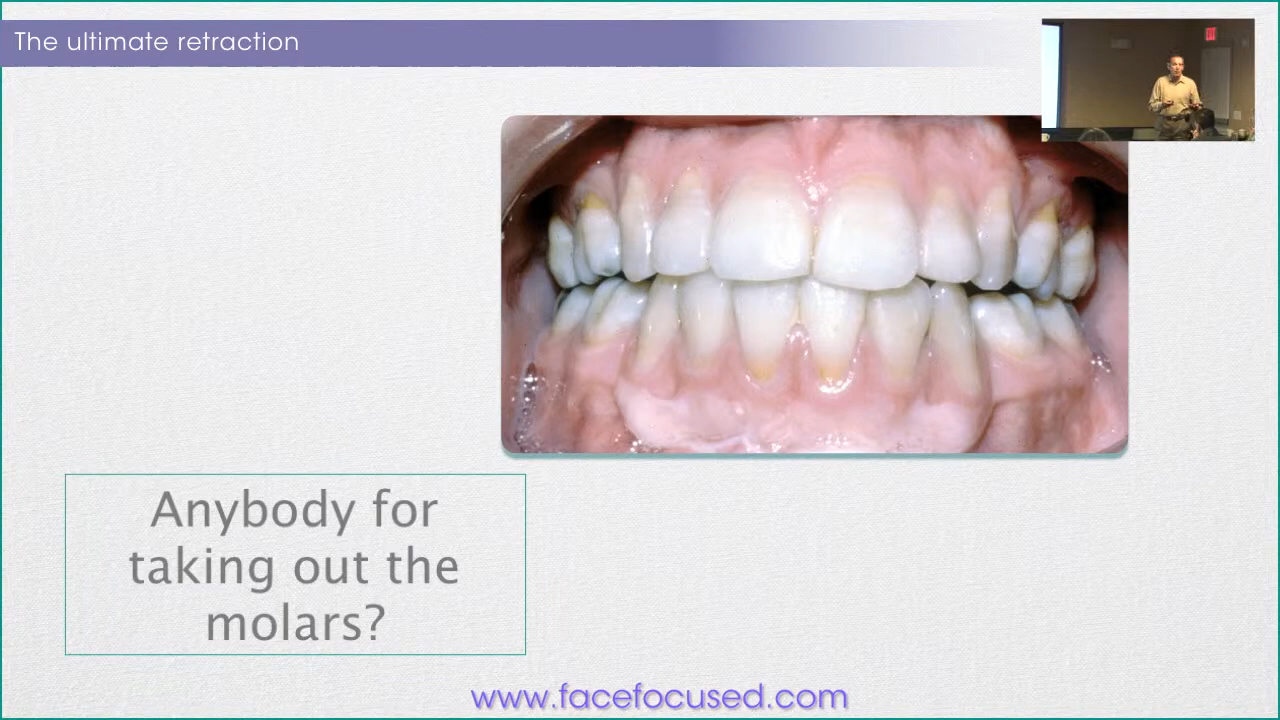 The ultimate retraction
Anybody for
taking out the
molars?
www.facefocused.com